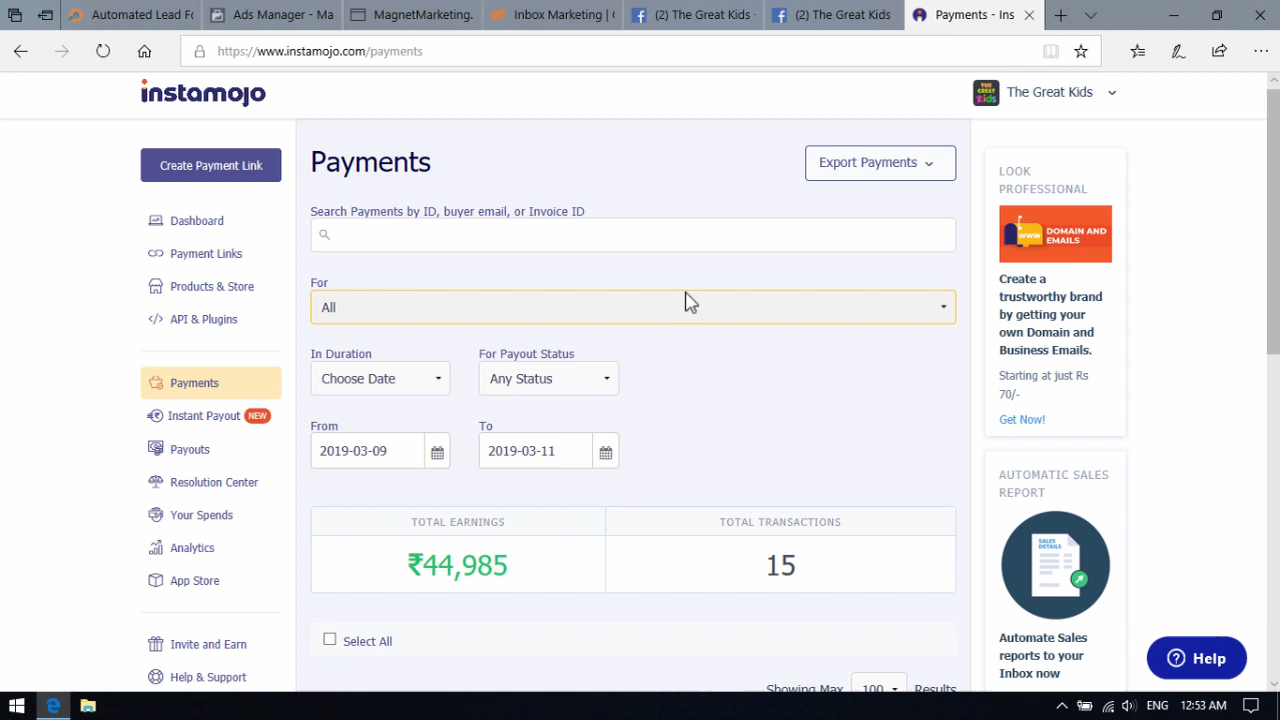 Automated Lead Fo
Ads Manager - Ma
MagnetMarketing.
Inbox Marketing | C
(2) The Great Kids -
(2) The Great Kids
Payments - Ins
https://www.instamojo.com/payments
instamojo
THE GREAT Kids
The Great Kids
Create Payment Link
Dashboard
Payment Links
Products & Store
API & Plugins
Payments
Instant Payout NEW
Payouts
Resolution Center
Your Spends
Analytics
App Store
Invite and Earn
Help & Support
Payments
Export Payments
Search Payments by ID, buyer email, or Invoice ID
For
All
In Duration
For Payout Status
Choose Date
Any Status
From
To
2019-03-09
2019-03-11
TOTAL EARNINGS
TOTAL TRANSACTIONS
₹44,985
15
Select All
Showing Max 100 Results
LOOK
PROFESSIONAL
WWW
DOMAIN AND
EMAILS
Create a
trustworthy brand
by getting your
own Domain and
Business Emails.
Starting at just Rs
70/-
Get Now!
AUTOMATIC SALES
REPORT
SALES
DETAILS
Automate Sales
reports to your
Inbox now
Help
ENG
12:53 AM